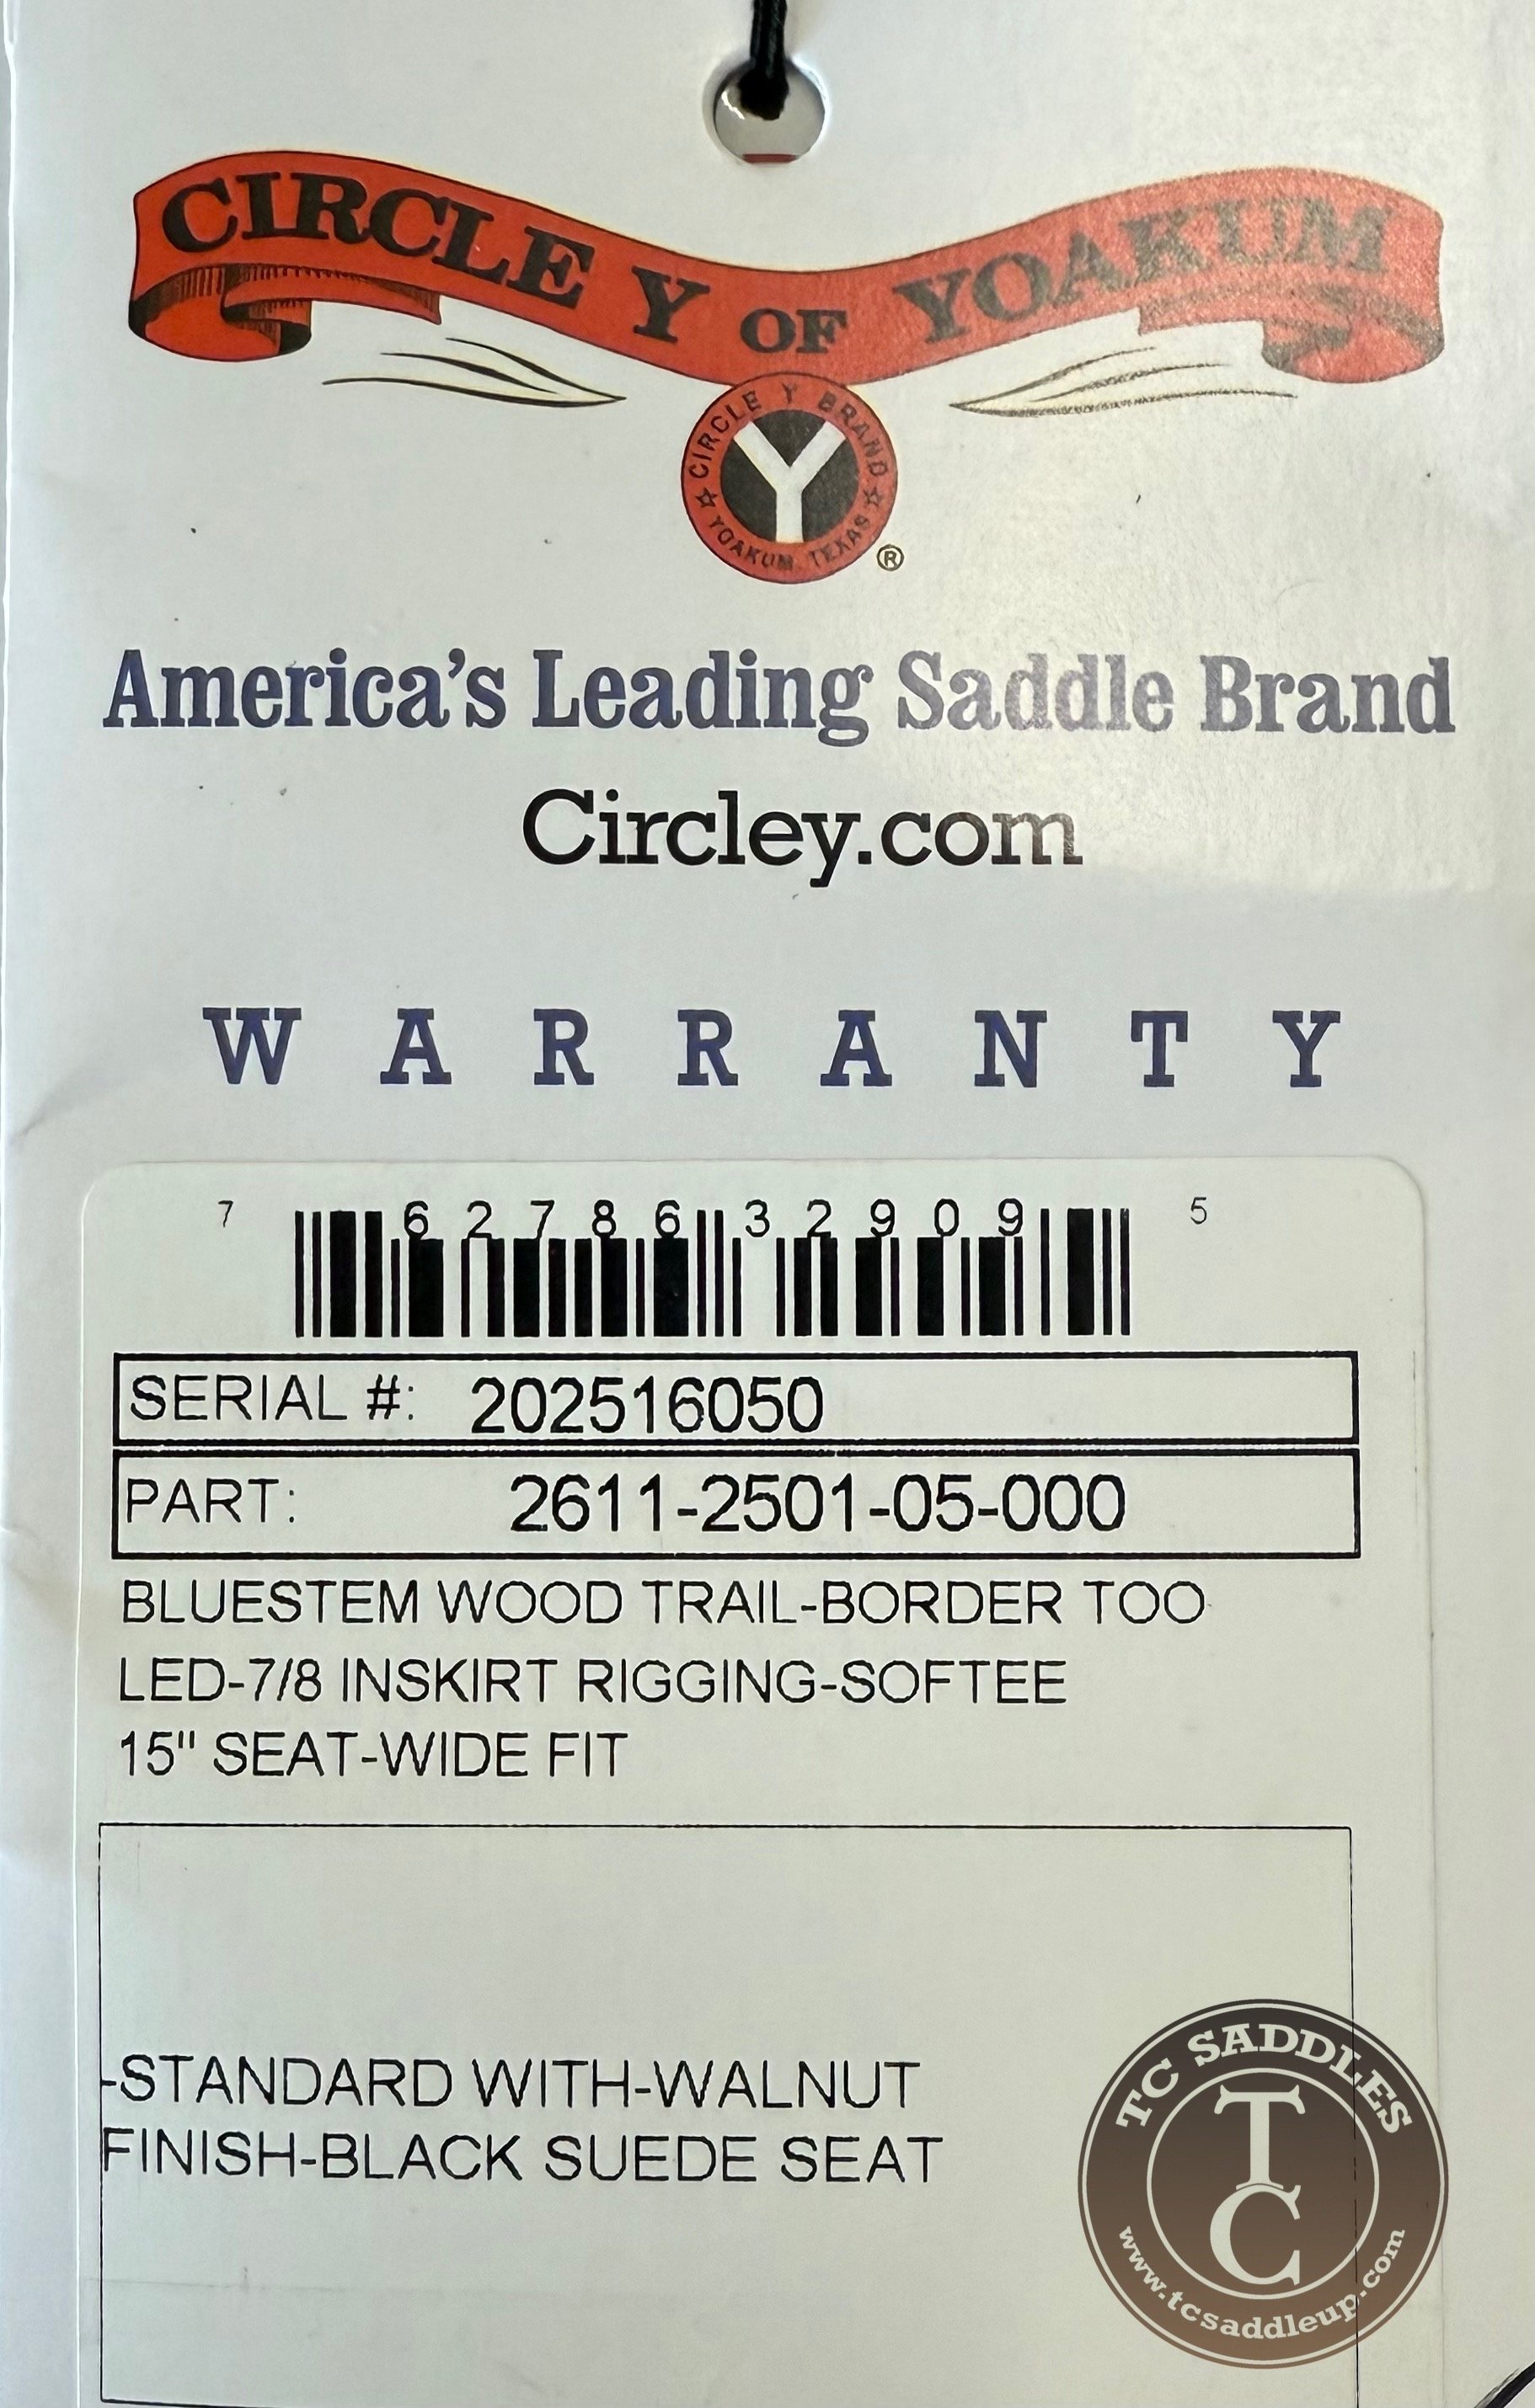 CIRCLE Y OF YOAKUM
CIRCLE Y BRAND
Y
YOAKUM, TEXAS
®
America's Leading Saddle Brand
Circley.com
WARRANTY
7 62786 32909 5
SERIAL #: 202516050
PART: 2611-2501-05-000
BLUESTEM WOOD TRAIL-BORDER TOO
LED-7/8 INSKIRT RIGGING-SOFTEE
15" SEAT-WIDE FIT
-STANDARD WITH-WALNUT
FINISH-BLACK SUEDE SEAT
TC SADDLES
TC
www.tcsaddleup.com